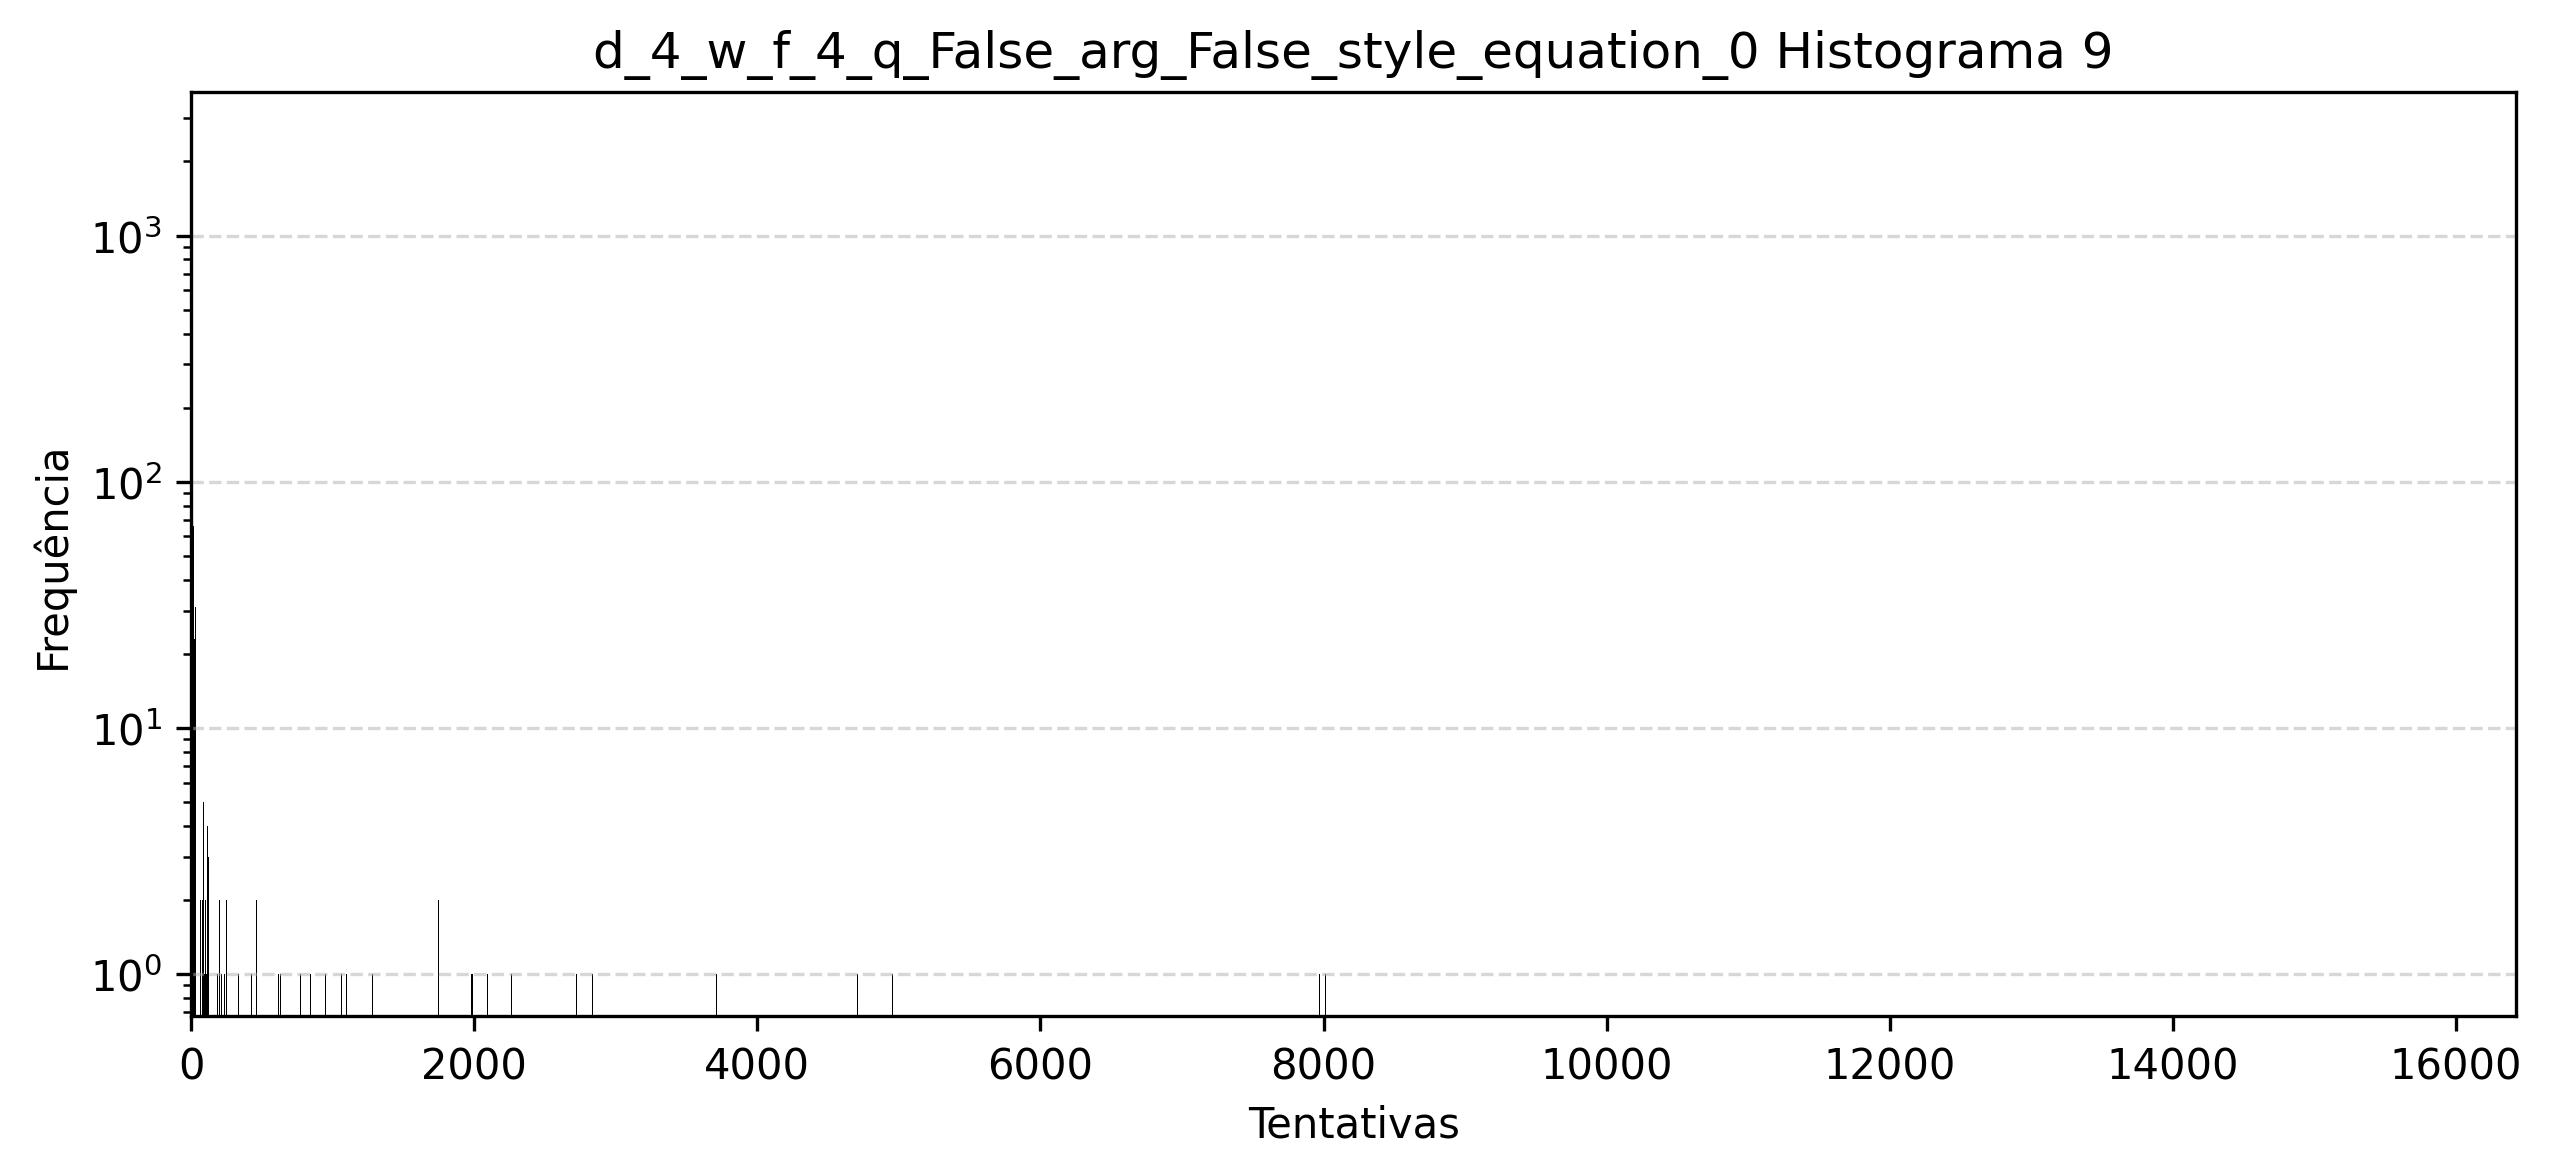 d_4_w_f_4_q_False_arg_False_style_equation_0 Histograma 9
Frequência
10³
10²
10¹
10⁰
0 2000 4000 6000 8000 10000 12000 14000 16000
Tentativas